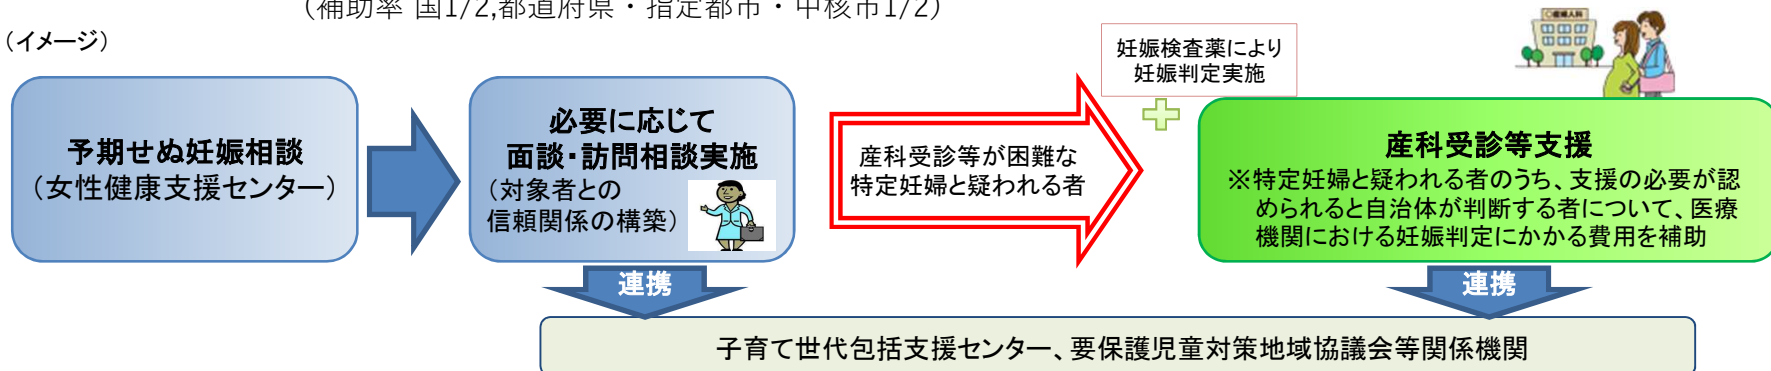 （補助率 国1/2,都道府県・指定都市・中核市1/2）
（イメージ）
予期せぬ妊娠相談
（女性健康支援センター）
必要に応じて
面談・訪問相談実施
（対象者との
信頼関係の構築）
産科受診等が困難な
特定妊婦と疑われる者
妊娠検査薬により
妊娠判定実施
産科受診等支援
※特定妊婦と疑われる者のうち、支援の必要が認
められると自治体が判断する者について、医療
機関における妊娠判定にかかる費用を補助
連携
連携
子育て世代包括支援センター、要保護児童対策地域協議会等関係機関